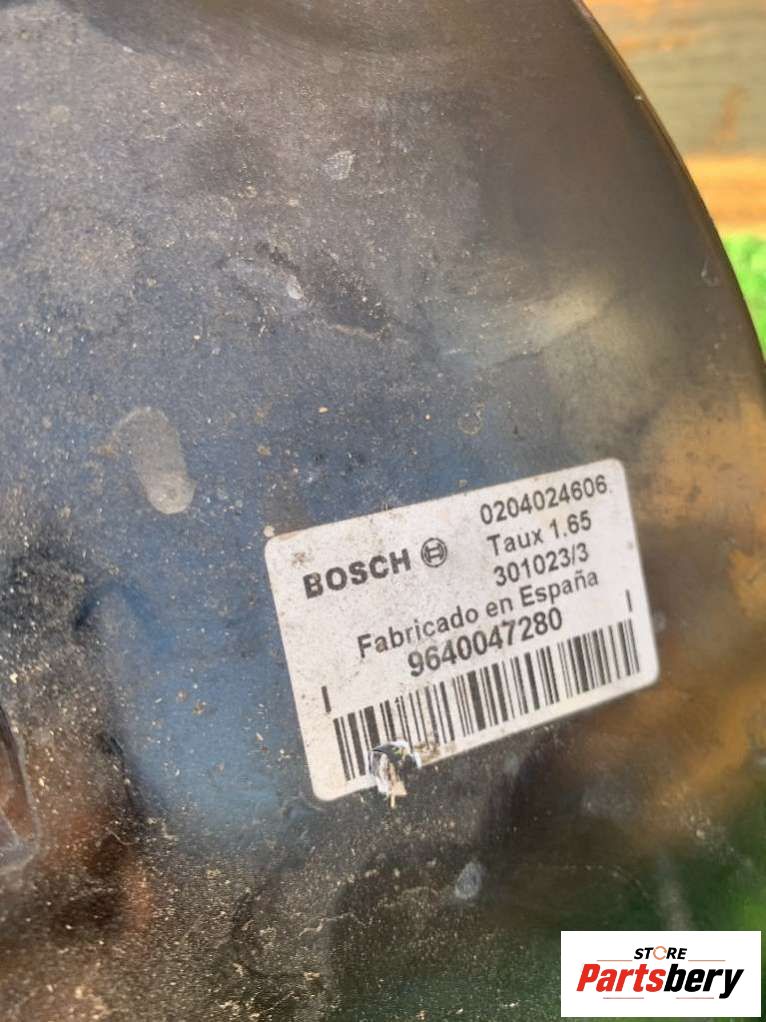 0204024606
BOSCH Taux 1.65
301023/3
Fabricado en España
9640047280
STORE
Partsbery